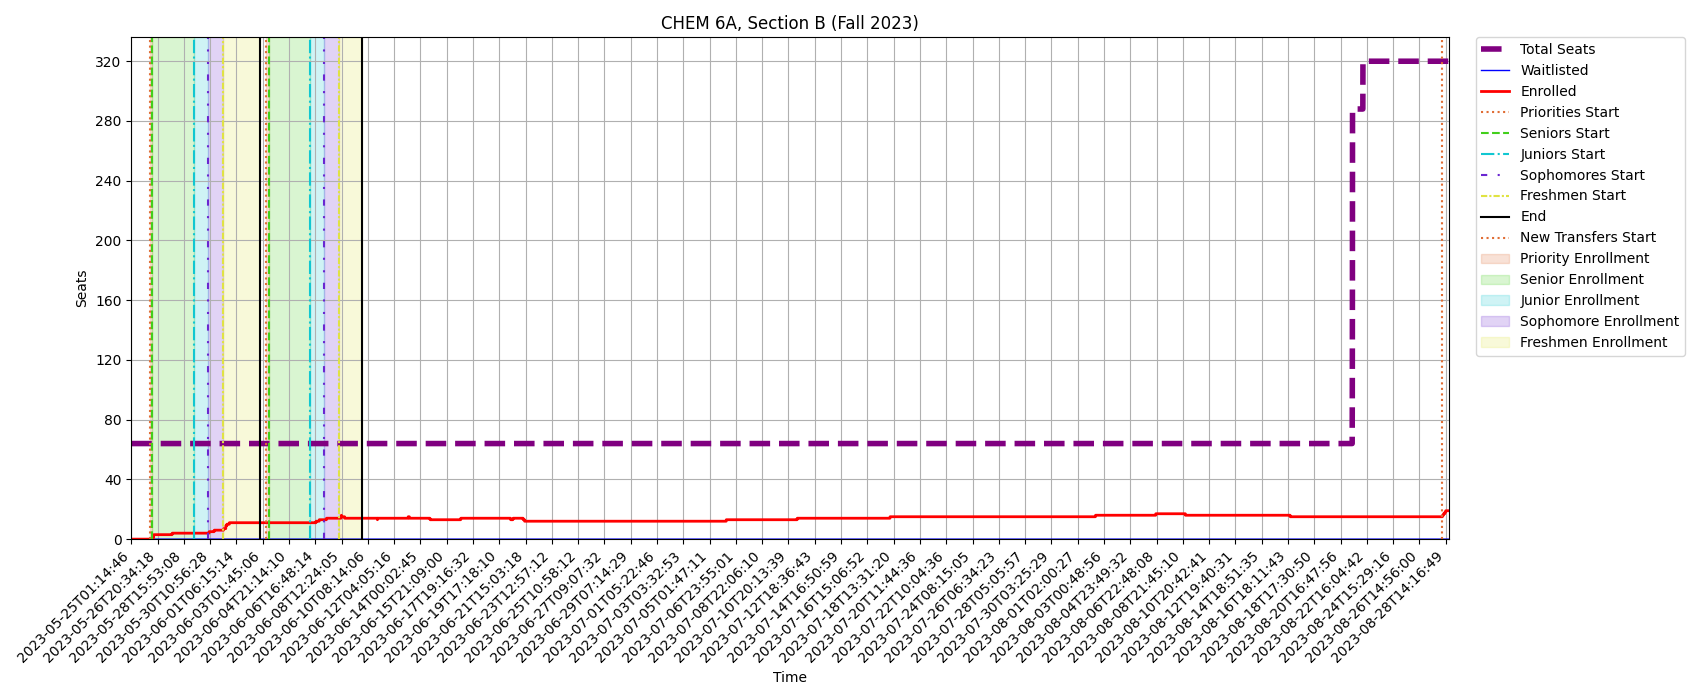 CHEM 6A, Section B (Fall 2023)
Seats
320
280
240
200
160
120
80
40
0
2023-05-25T01:14:46
2023-05-26T20:34:18
2023-05-28T15:53:08
2023-05-30T10:56:28
2023-06-01T06:15:14
2023-06-03T01:45:06
2023-06-04T21:14:10
2023-06-06T16:48:14
2023-06-08T12:24:05
2023-06-10T08:14:06
2023-06-12T04:05:16
2023-06-14T00:02:45
2023-06-15T21:09:00
2023-06-17T19:16:32
2023-06-19T17:18:10
2023-06-21T15:03:18
2023-06-23T12:57:12
2023-06-25T10:58:12
2023-06-27T09:07:32
2023-06-29T07:14:29
2023-07-01T05:22:46
2023-07-03T03:32:53
2023-07-05T01:47:11
2023-07-06T23:55:01
2023-07-08T22:06:10
2023-07-10T20:13:39
2023-07-12T18:36:43
2023-07-14T16:50:59
2023-07-16T15:06:52
2023-07-18T13:31:20
2023-07-20T11:44:36
2023-07-22T10:04:36
2023-07-24T08:15:05
2023-07-26T06:34:23
2023-07-28T05:05:57
2023-07-30T03:25:29
2023-08-01T02:00:27
2023-08-03T00:48:56
2023-08-04T23:49:32
2023-08-06T22:48:08
2023-08-08T21:45:10
2023-08-10T20:42:41
2023-08-12T19:40:31
2023-08-14T18:51:35
2023-08-16T18:11:43
2023-08-18T17:30:50
2023-08-20T16:47:56
2023-08-22T16:04:42
2023-08-24T15:29:16
2023-08-26T14:56:00
2023-08-28T14:16:49
Time
Total Seats
Waitlisted
Enrolled
Priorities Start
Seniors Start
Juniors Start
Sophomores Start
Freshmen Start
End
New Transfers Start
Priority Enrollment
Senior Enrollment
Junior Enrollment
Sophomore Enrollment
Freshmen Enrollment